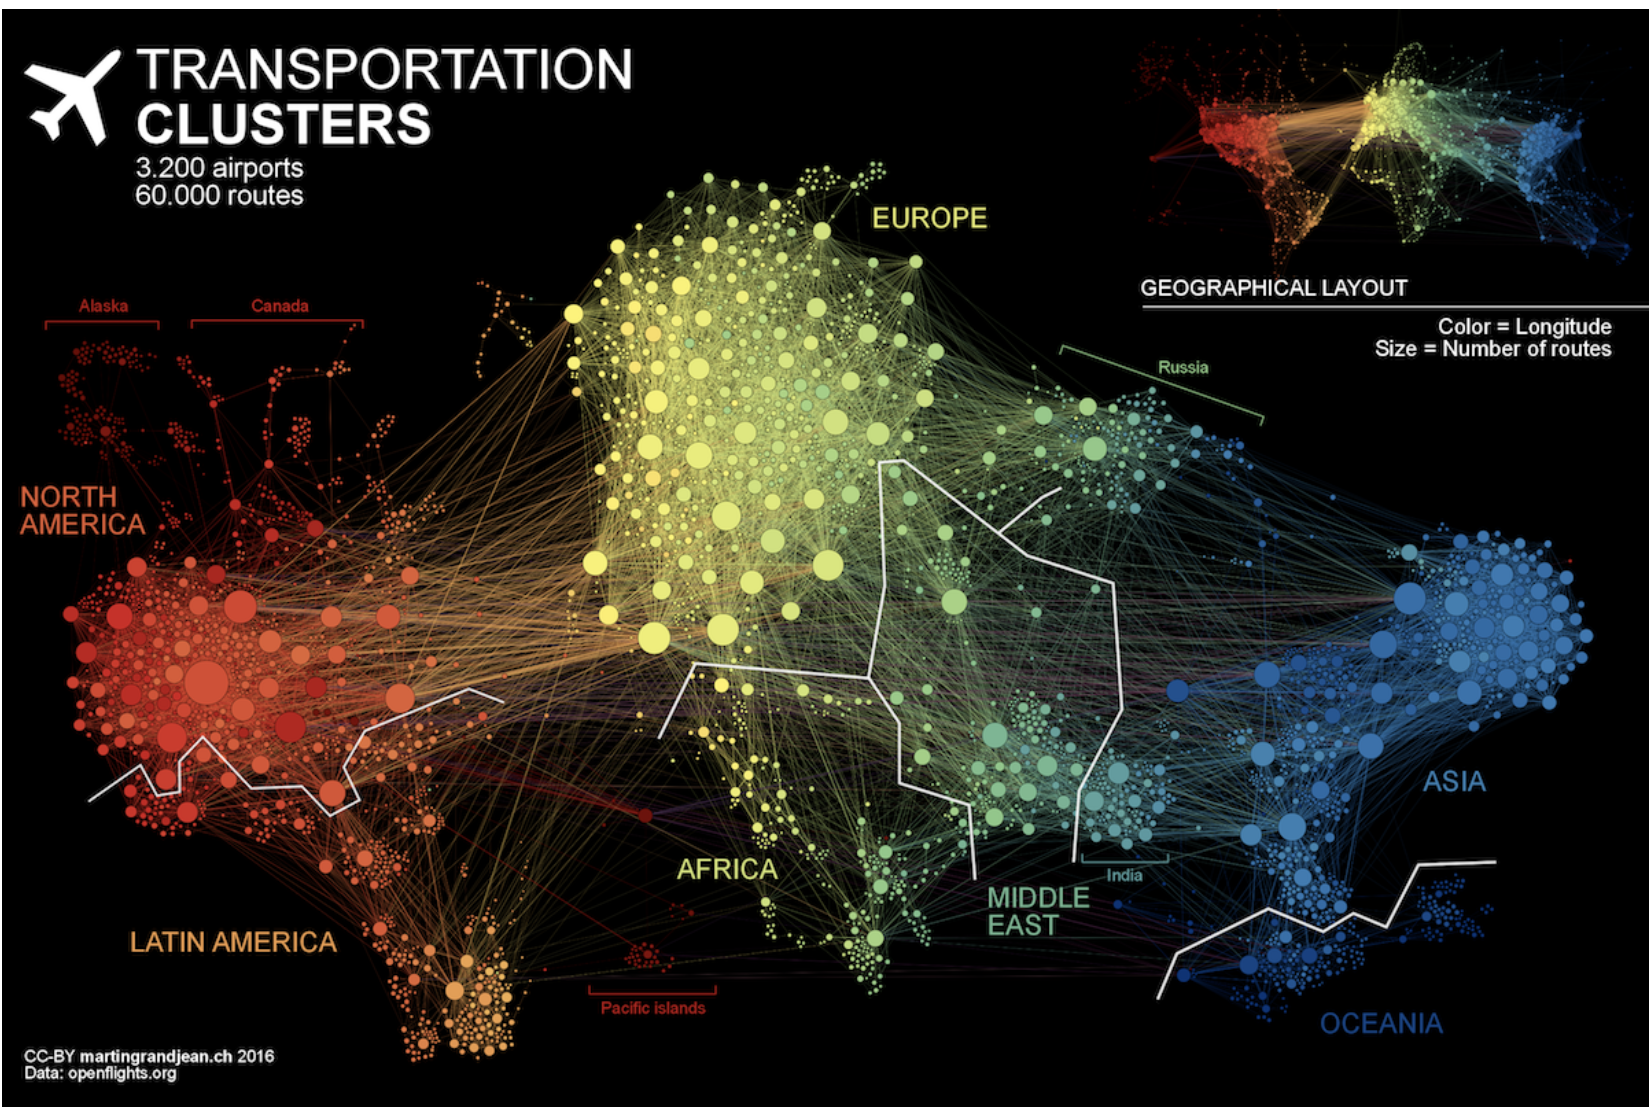 TRANSPORTATION
CLUSTERS
3.200 airports
60.000 routes
EUROPE
GEOGRAPHICAL LAYOUT
Color = Longitude
Size = Number of routes
Alaska
Canada
Russia
NORTH
AMERICA
ASIA
AFRICA
India
MIDDLE
EAST
LATIN AMERICA
Pacific islands
OCEANIA
CC-BY martingrandjean.ch 2016
Data: openflights.org